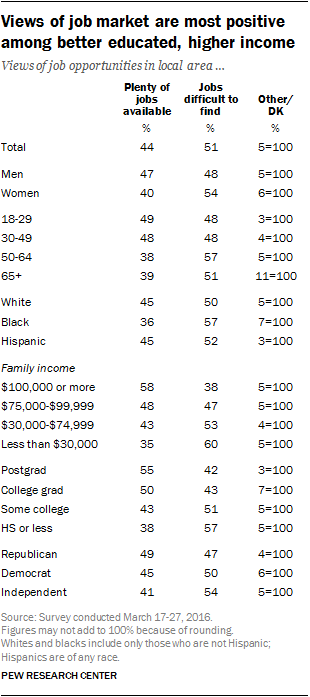 Views of job market are most positive
among better educated, higher income
Views of job opportunities in local area ...
Plenty of jobs available Jobs difficult to find Other/ DK
% % %
Total 44 51 5=100
Men 47 48 5=100
Women 40 54 6=100
18-29 49 48 3=100
30-49 48 48 4=100
50-64 38 57 5=100
65+ 39 51 11=100
White 45 50 5=100
Black 36 57 7=100
Hispanic 45 52 3=100
Family income
$100,000 or more 58 38 5=100
$75,000-$99,999 48 47 5=100
$30,000-$74,999 43 53 4=100
Less than $30,000 35 60 5=100
Postgrad 55 42 3=100
College grad 50 43 7=100
Some college 43 51 5=100
HS or less 38 57 5=100
Republican 49 47 4=100
Democrat 45 50 6=100
Independent 41 54 5=100
Source: Survey conducted March 17-27, 2016.
Figures may not add to 100% because of rounding.
Whites and blacks include only those who are not Hispanic;
Hispanics are of any race.
PEW RESEARCH CENTER